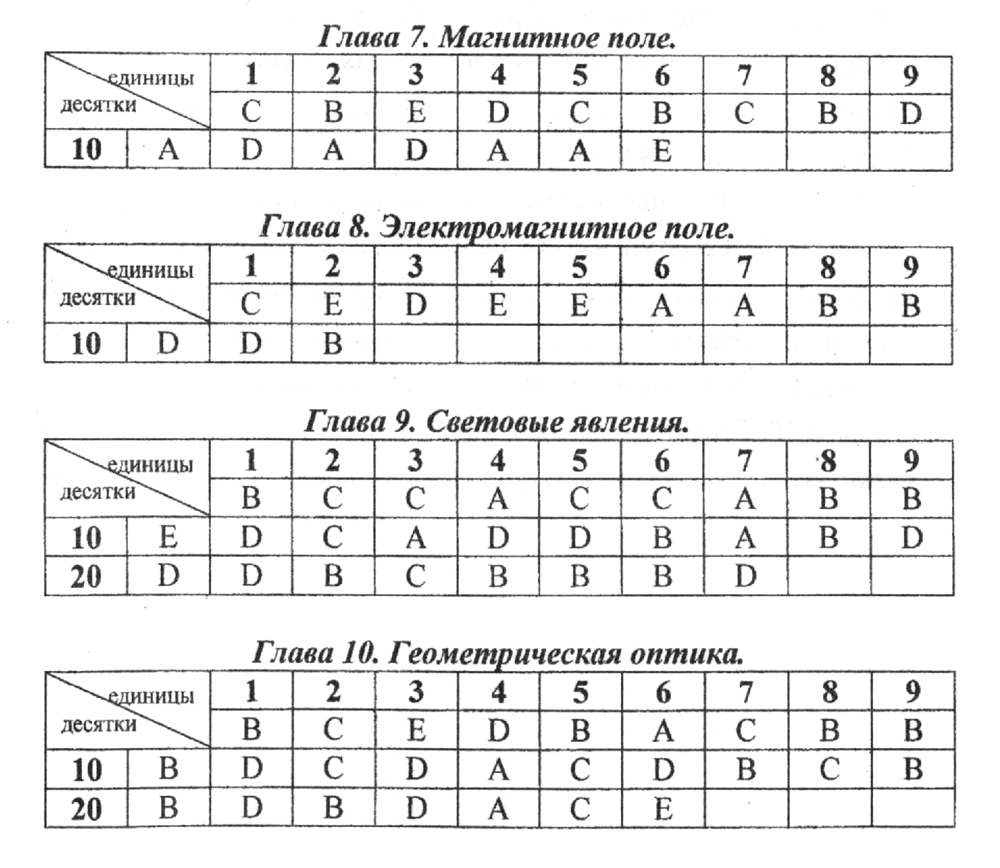 Глава 7. Магнитное поле.
единицы 1 2 3 4 5 6 7 8 9
десятки C B E D C B C B D
10 A D A D A A E
Глава 8. Электромагнитное поле.
единицы 1 2 3 4 5 6 7 8 9
десятки C E D E E A A B B
10 D D B
Глава 9. Световые явления.
единицы 1 2 3 4 5 6 7 8 9
десятки B C C A C C A B B
10 E D C A D D B A B D
20 D D B C B B B D
Глава 10. Геометрическая оптика.
единицы 1 2 3 4 5 6 7 8 9
десятки B C E D B A C B B
10 B D C D A C D B C B
20 B D B D A C E